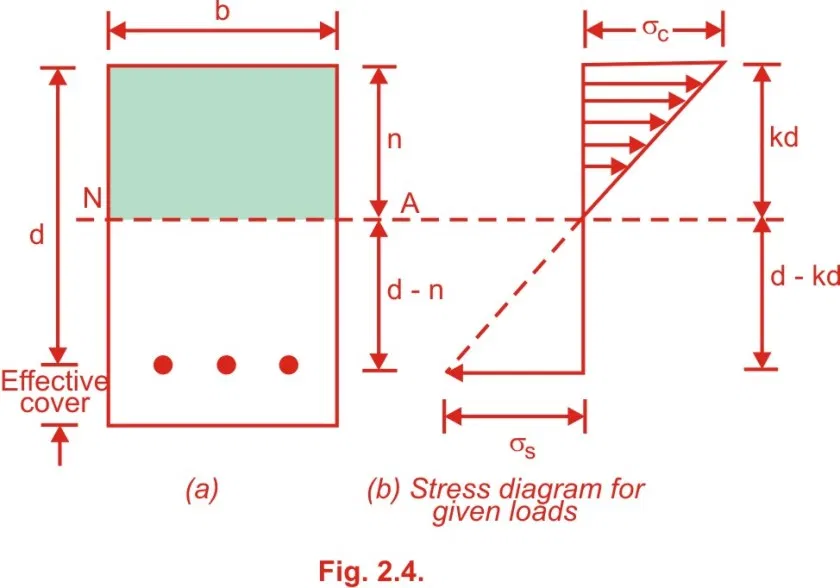 b
σc
d
n
kd
N
A
d - n
d - kd
Effective
cover
σs
(a)
(b) Stress diagram for
given loads
Fig. 2.4.